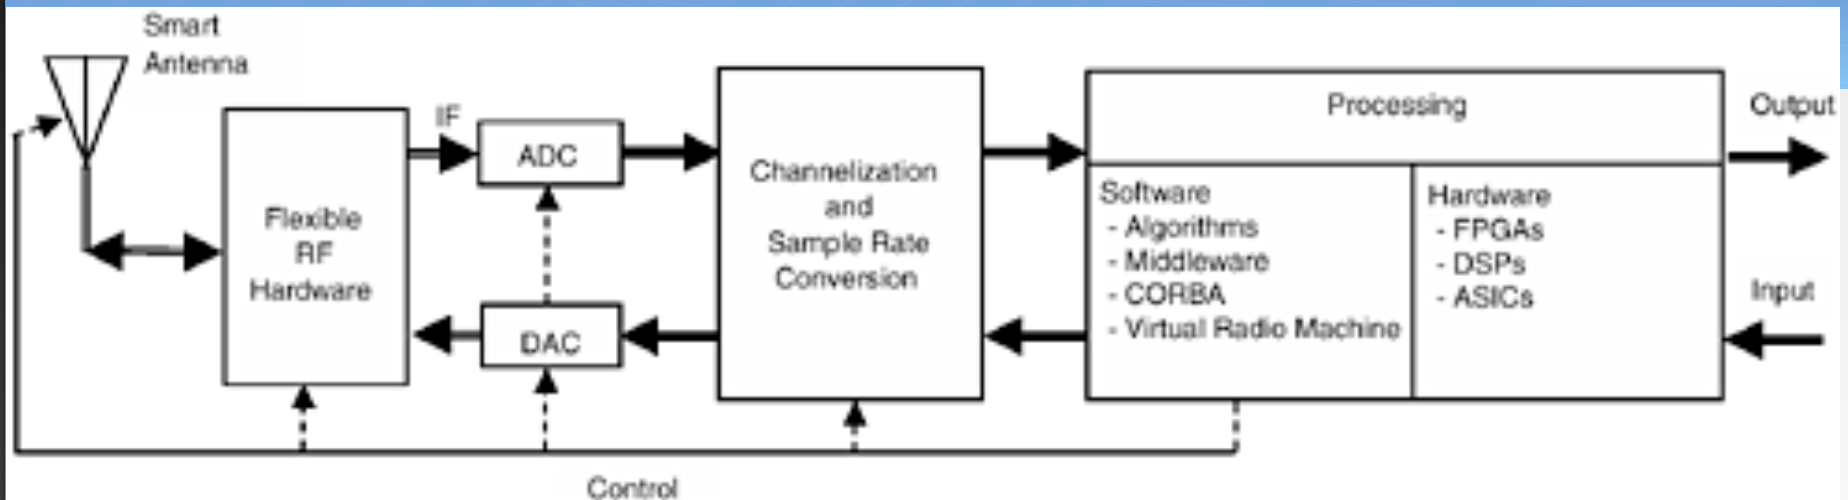 Smart
Antenna
Flexible
RF
Hardware
IF
ADC
DAC
Channelization
and
Sample Rate
Conversion
Processing
Software
- Algorithms
- Middleware
- CORBA
- Virtual Radio Machine
Hardware
- FPGAs
- DSPs
- ASICs
Output
Input
Control